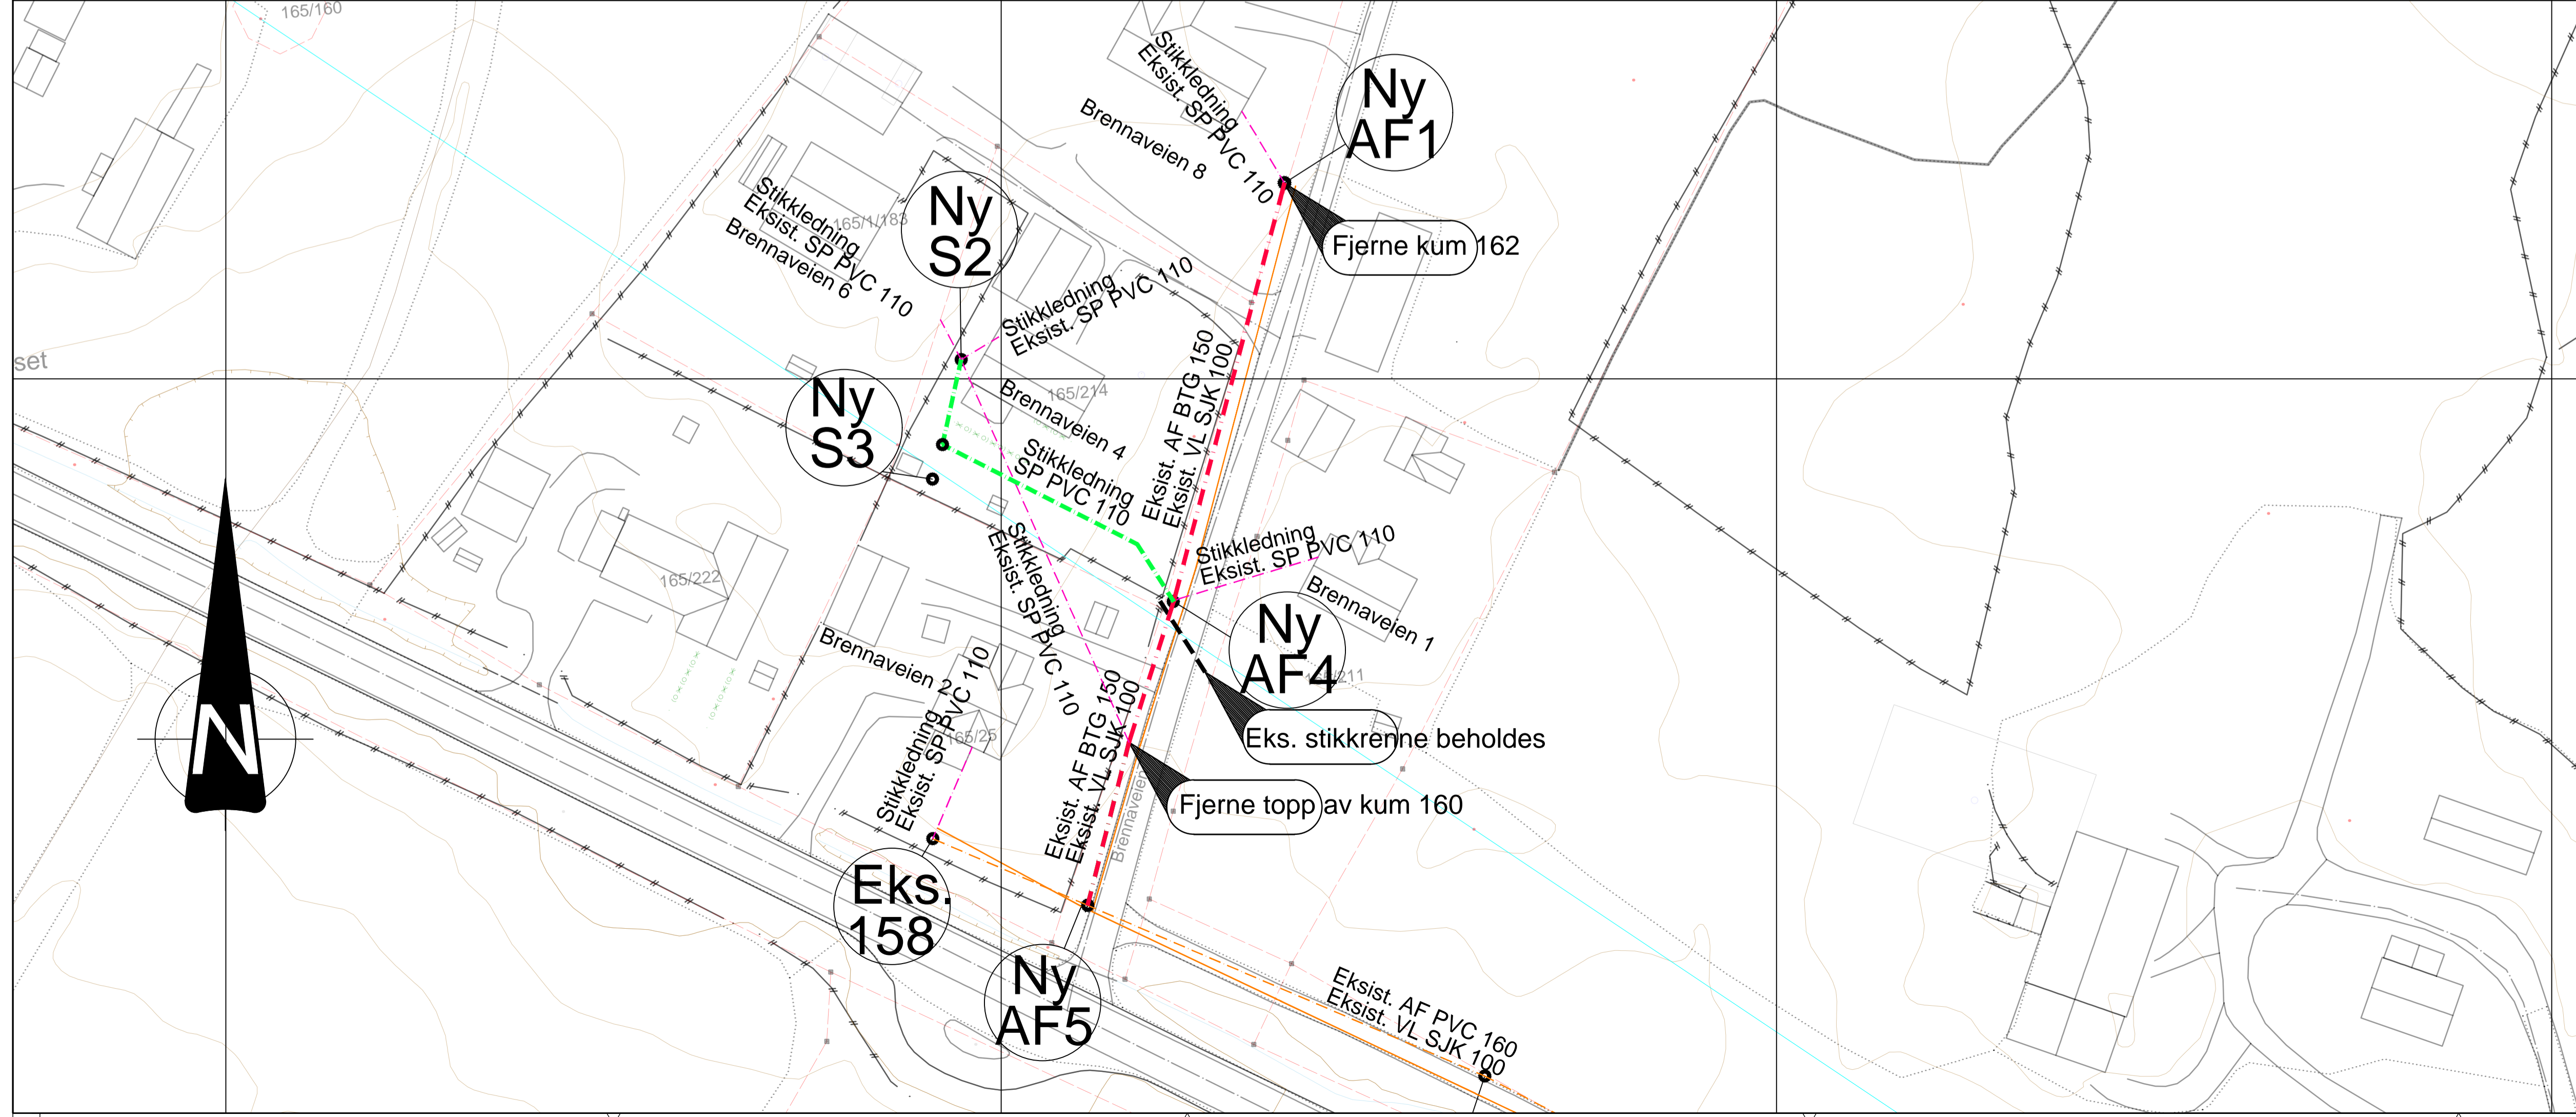 165/160
Stikkledning
Eksist. SP PVC 110
Brennaveien 8
Ny
AF1
Fjerne kum 162
Stikkledning
Eksist. SP PVC 110
Brennaveien 6
165/1/183
Ny
S2
Stikkledning
Eksist. SP PVC 110
set
Ny
S3
Brennaveien 4
165/214
Stikkledning
SP PVC 110
Eksist. AF BTG 150
Eksist. VL SJK 100
Stikkledning
Eksist. SP PVC 110
Brennaveien 1
165/222
Stikkledning
Eksist. SP PVC 110
Ny
AF4
165/211
Brennaveien 2
Stikkledning
Eksist. SP PVC 110
165/25
Eksist. AF BTG 150
Eksist. VL SJK 100
Eks. stikkrenne beholdes
Fjerne topp av kum 160
Brennaveien
N
Eks.
158
Ny
AF5
Eksist. AF PVC 160
Eksist. VL SJK 100